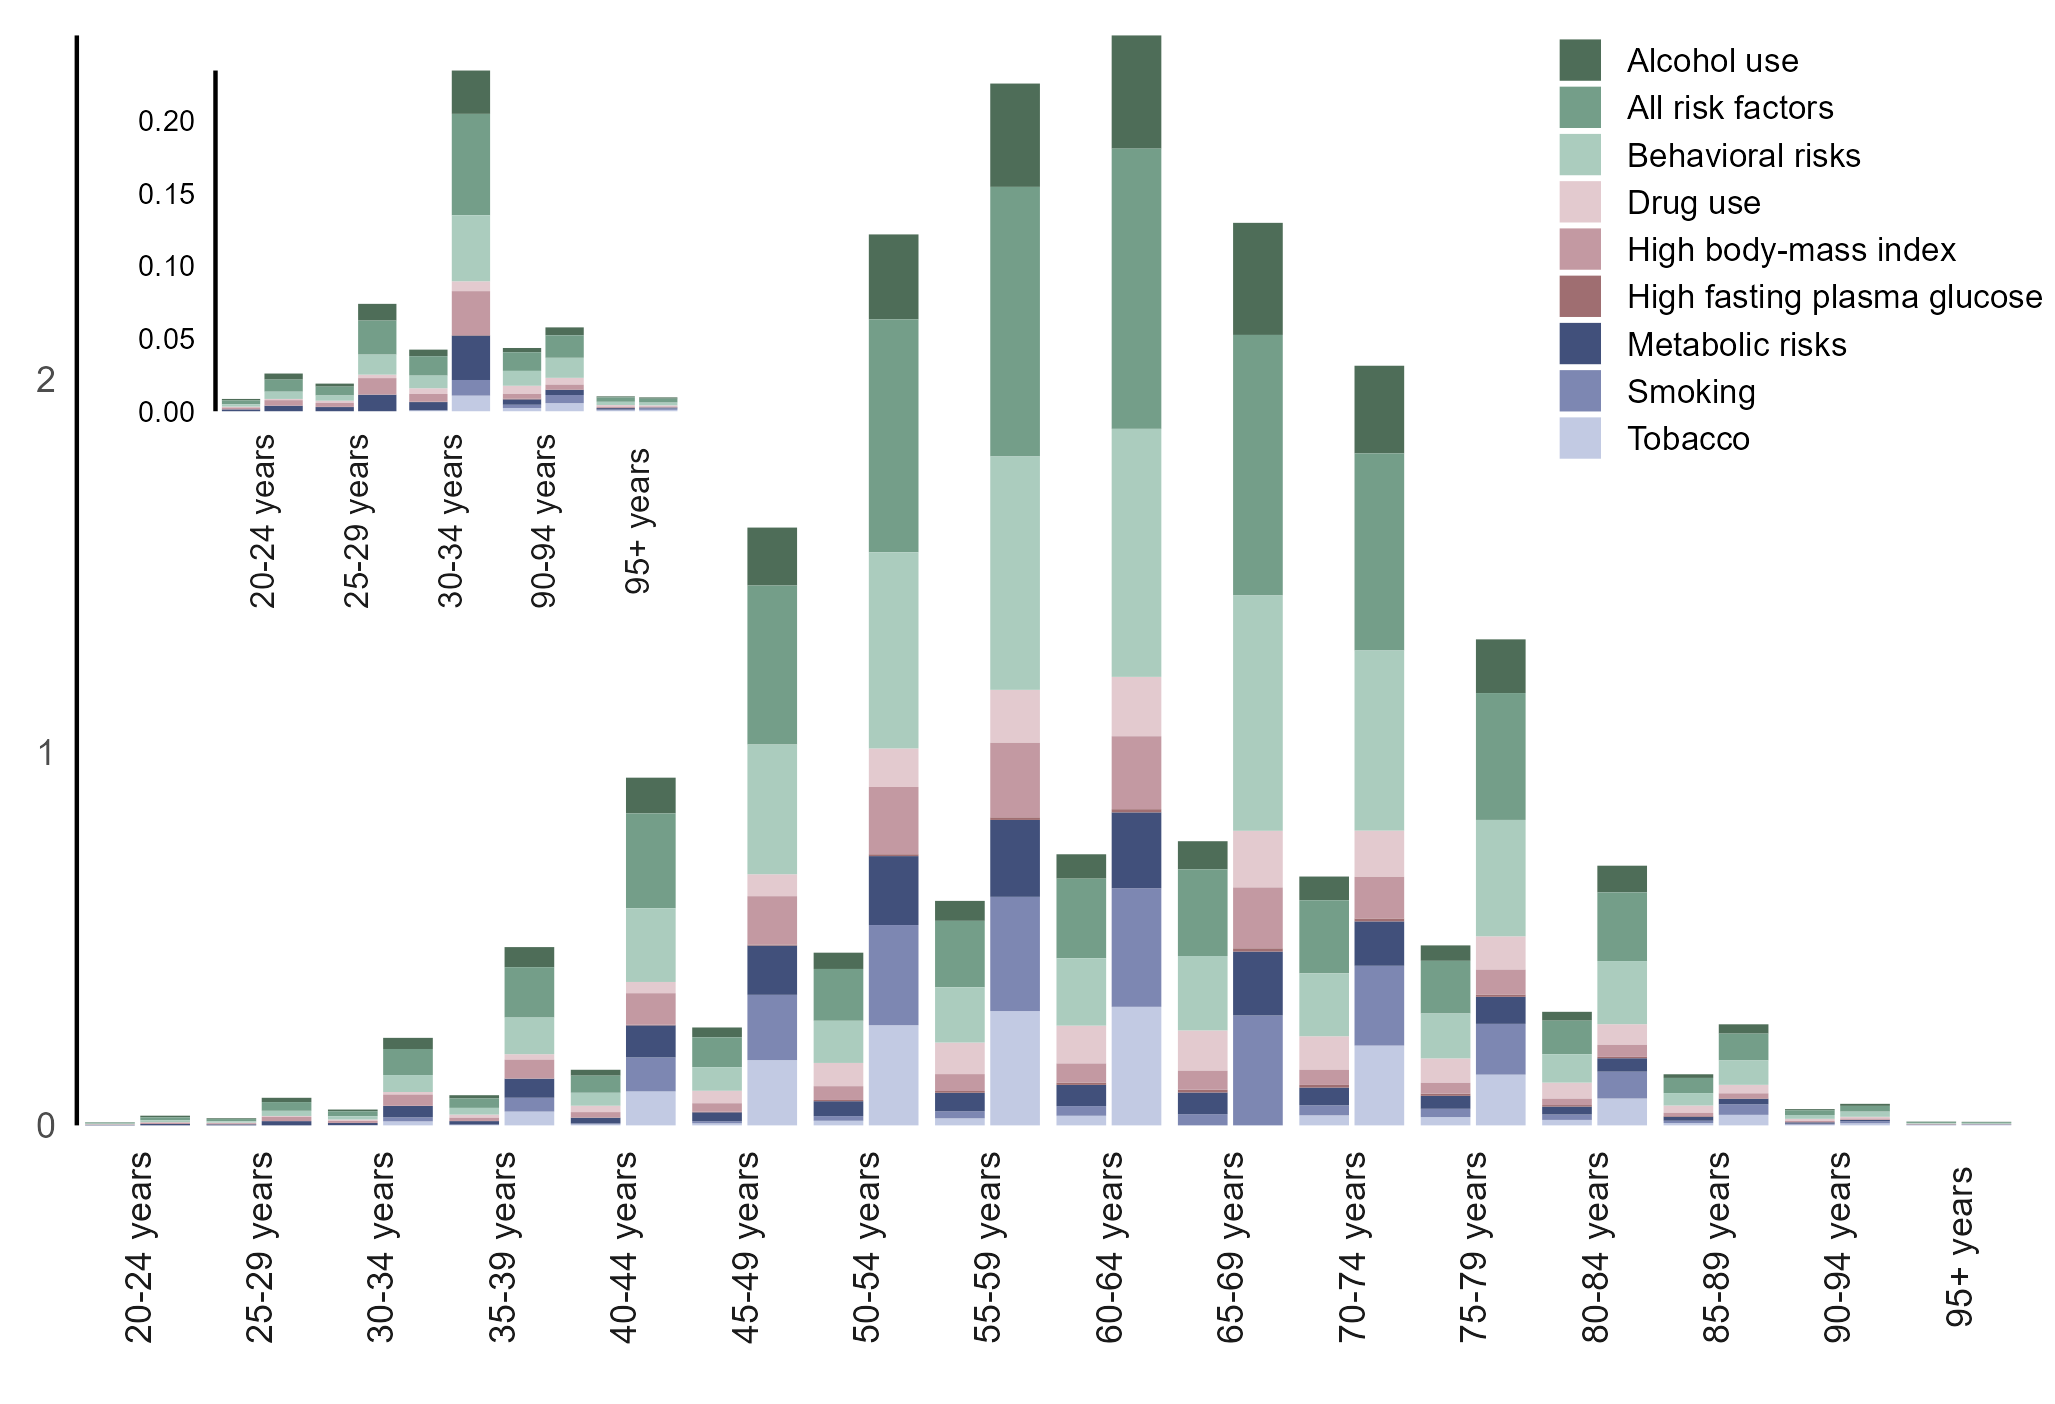 0.20
0.15
0.10
0.05
0.00
20-24 years
25-29 years
30-34 years
90-94 years
95+ years
Alcohol use
All risk factors
Behavioral risks
Drug use
High body-mass index
High fasting plasma glucose
Metabolic risks
Smoking
Tobacco
2
1
0
20-24 years
25-29 years
30-34 years
35-39 years
40-44 years
45-49 years
50-54 years
55-59 years
60-64 years
65-69 years
70-74 years
75-79 years
80-84 years
85-89 years
90-94 years
95+ years